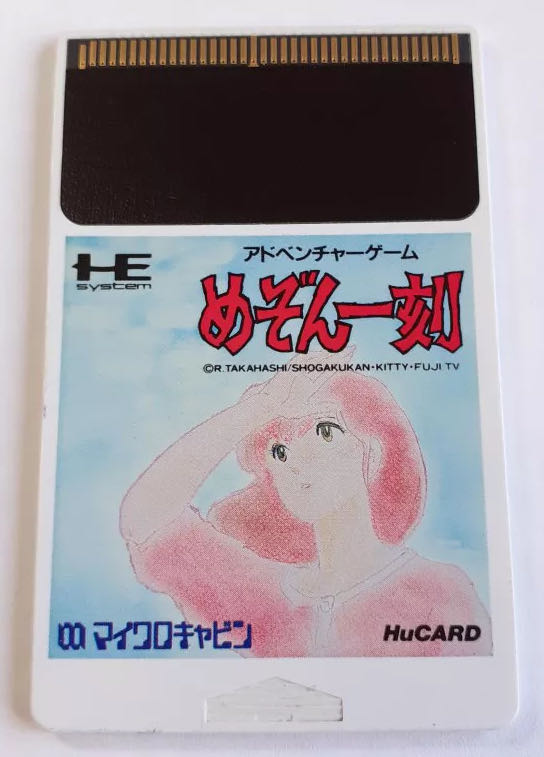 HE
system
アドベンチャーゲーム
めぞん一刻
©R.TAKAHASHI/SHOGAKUKAN・KITTY・FUJI TV
マイクロキャビン
HuCARD